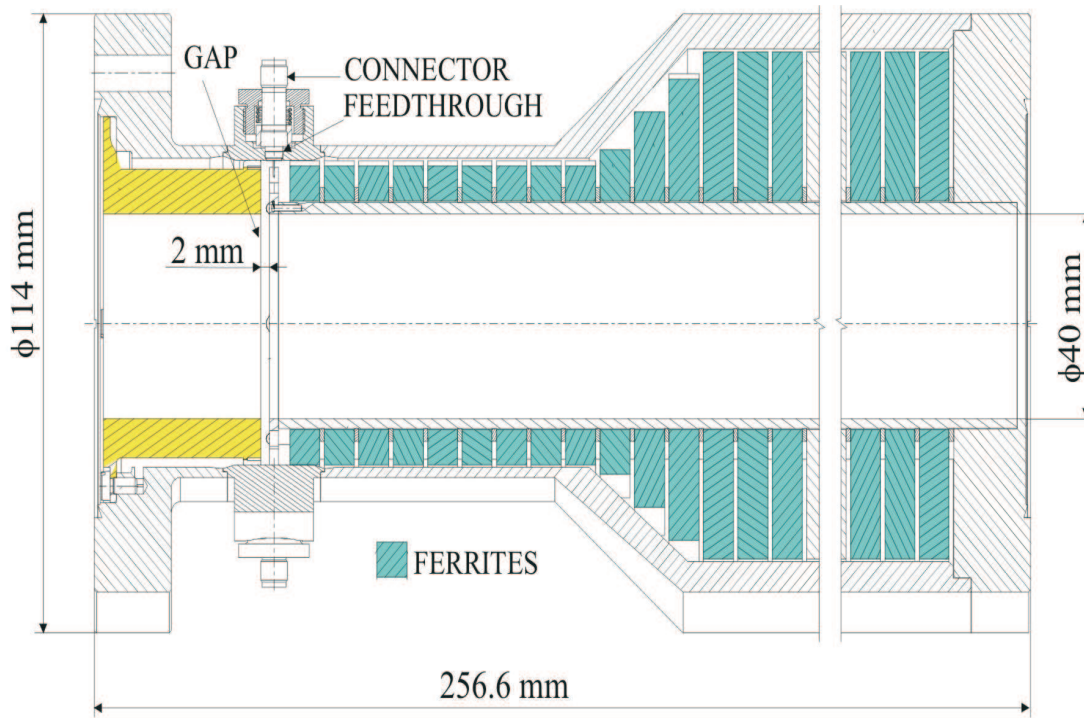 GAP
CONNECTOR
FEEDTHROUGH
2 mm
ϕ114 mm
ϕ40 mm
FERRITES
256.6 mm